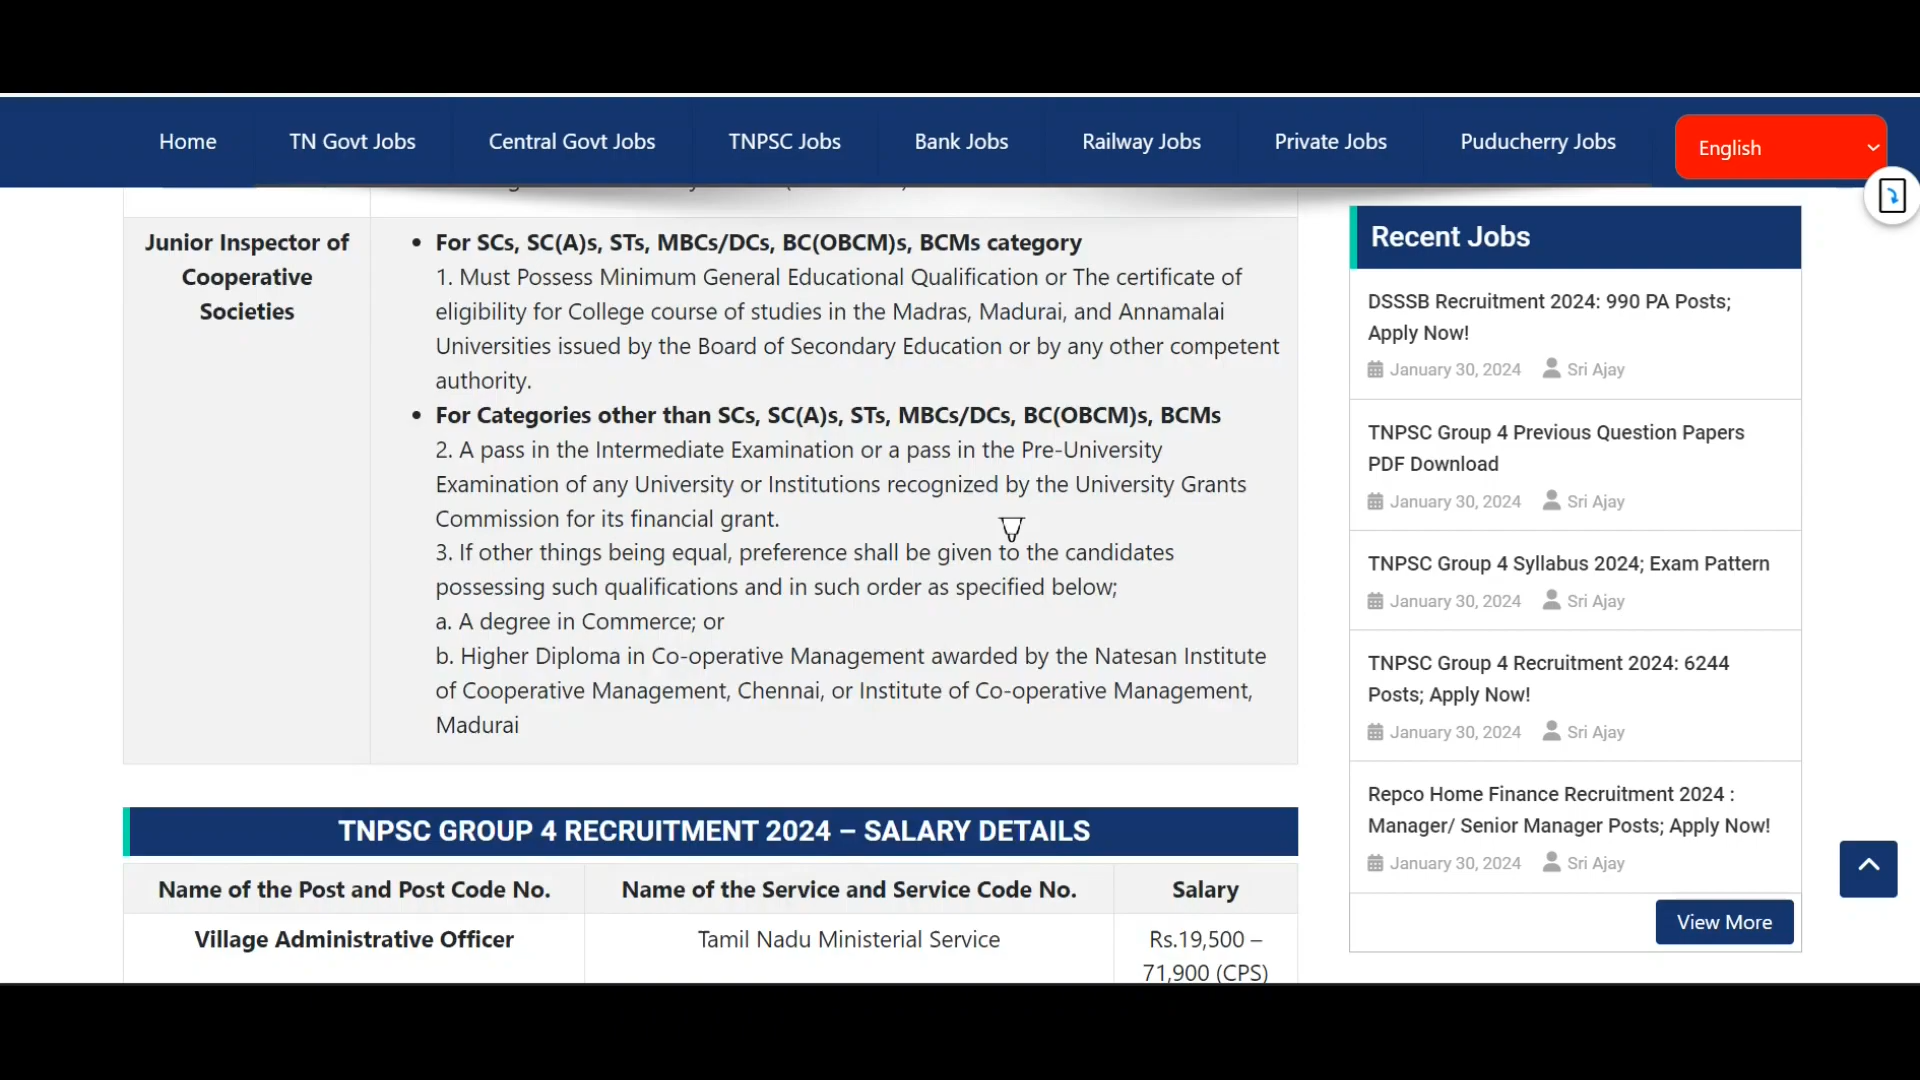 Home
TN Govt Jobs
Central Govt Jobs
TNPSC Jobs
Bank Jobs
Railway Jobs
Private Jobs
Puducherry Jobs
English
Junior Inspector of
Cooperative
Societies
• For SCs, SC(A)s, STs, MBCs/DCs, BC(OBCM)s, BCMs category
1. Must Possess Minimum General Educational Qualification or The certificate of
eligibility for College course of studies in the Madras, Madurai, and Annamalai
Universities issued by the Board of Secondary Education or by any other competent
authority.
• For Categories other than SCs, SC(A)s, STs, MBCs/DCs, BC(OBCM)s, BCMs
2. A pass in the Intermediate Examination or a pass in the Pre-University
Examination of any University or Institutions recognized by the University Grants
Commission for its financial grant.
3. If other things being equal, preference shall be given to the candidates
possessing such qualifications and in such order as specified below;
a. A degree in Commerce; or
b. Higher Diploma in Co-operative Management awarded by the Natesan Institute
of Cooperative Management, Chennai, or Institute of Co-operative Management,
Madurai
TNPSC GROUP 4 RECRUITMENT 2024 – SALARY DETAILS
Name of the Post and Post Code No.
Name of the Service and Service Code No.
Salary
Village Administrative Officer
Tamil Nadu Ministerial Service
Rs.19,500 –
71,900 (CPS)
Recent Jobs
DSSSB Recruitment 2024: 990 PA Posts;
Apply Now!
January 30, 2024 Sri Ajay
TNPSC Group 4 Previous Question Papers
PDF Download
January 30, 2024 Sri Ajay
TNPSC Group 4 Syllabus 2024; Exam Pattern
January 30, 2024 Sri Ajay
TNPSC Group 4 Recruitment 2024: 6244
Posts; Apply Now!
January 30, 2024 Sri Ajay
Repco Home Finance Recruitment 2024 :
Manager/ Senior Manager Posts; Apply Now!
January 30, 2024 Sri Ajay
View More